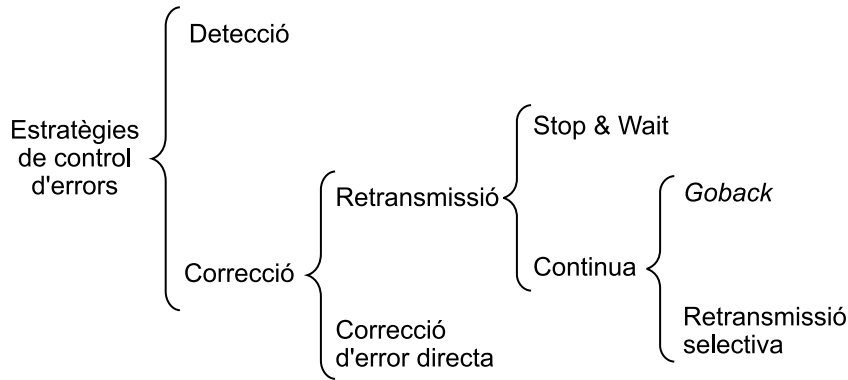 Detecció
Estratègies
de control
d'errors
Correcció
Retransmissió
Correcció
d'error directa
Stop & Wait
Continua
Goback
Retransmissió
selectiva